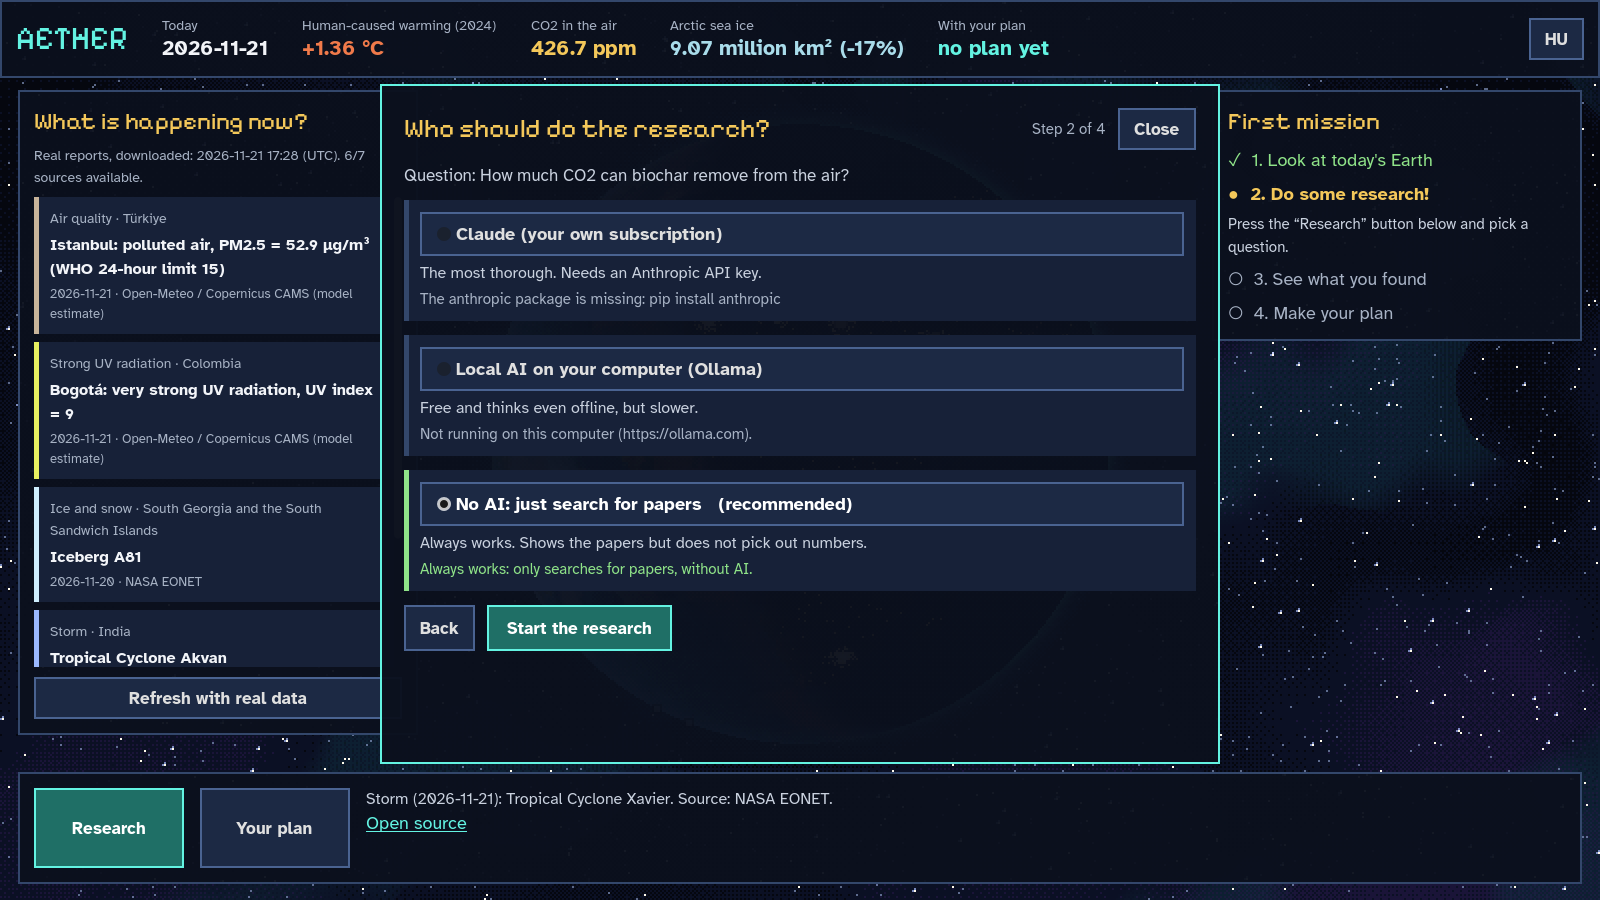 AETHER
Today
2026-11-21
Human-caused warming (2024)
+1.36 °C
CO2 in the air
426.7 ppm
Arctic sea ice
9.07 million km² (-17%)
With your plan
no plan yet
HU
What is happening now?
Real reports, downloaded: 2026-11-21 17:28 (UTC). 6/7
sources available.
Air quality · Türkiye
Istanbul: polluted air, PM2.5 = 52.9 µg/m³
(WHO 24-hour limit 15)
2026-11-21 · Open-Meteo / Copernicus CAMS (model
estimate)
Strong UV radiation · Colombia
Bogotá: very strong UV radiation, UV index
= 9
2026-11-21 · Open-Meteo / Copernicus CAMS (model
estimate)
Ice and snow · South Georgia and the South
Sandwich Islands
Iceberg A81
2026-11-20 · NASA EONET
Storm · India
Tropical Cyclone Akvan
Refresh with real data
Who should do the research?
Step 2 of 4
Close
Question: How much CO2 can biochar remove from the air?
Claude (your own subscription)
The most thorough. Needs an Anthropic API key.
The anthropic package is missing: pip install anthropic
Local AI on your computer (Ollama)
Free and thinks even offline, but slower.
Not running on this computer (https://ollama.com).
No AI: just search for papers (recommended)
Always works. Shows the papers but does not pick out numbers.
Always works: only searches for papers, without AI.
Back
Start the research
First mission
✓ 1. Look at today's Earth
● 2. Do some research!
Press the “Research” button below and pick a
question.
○ 3. See what you found
○ 4. Make your plan
Research
Your plan
Storm (2026-11-21): Tropical Cyclone Xavier. Source: NASA EONET.
Open source